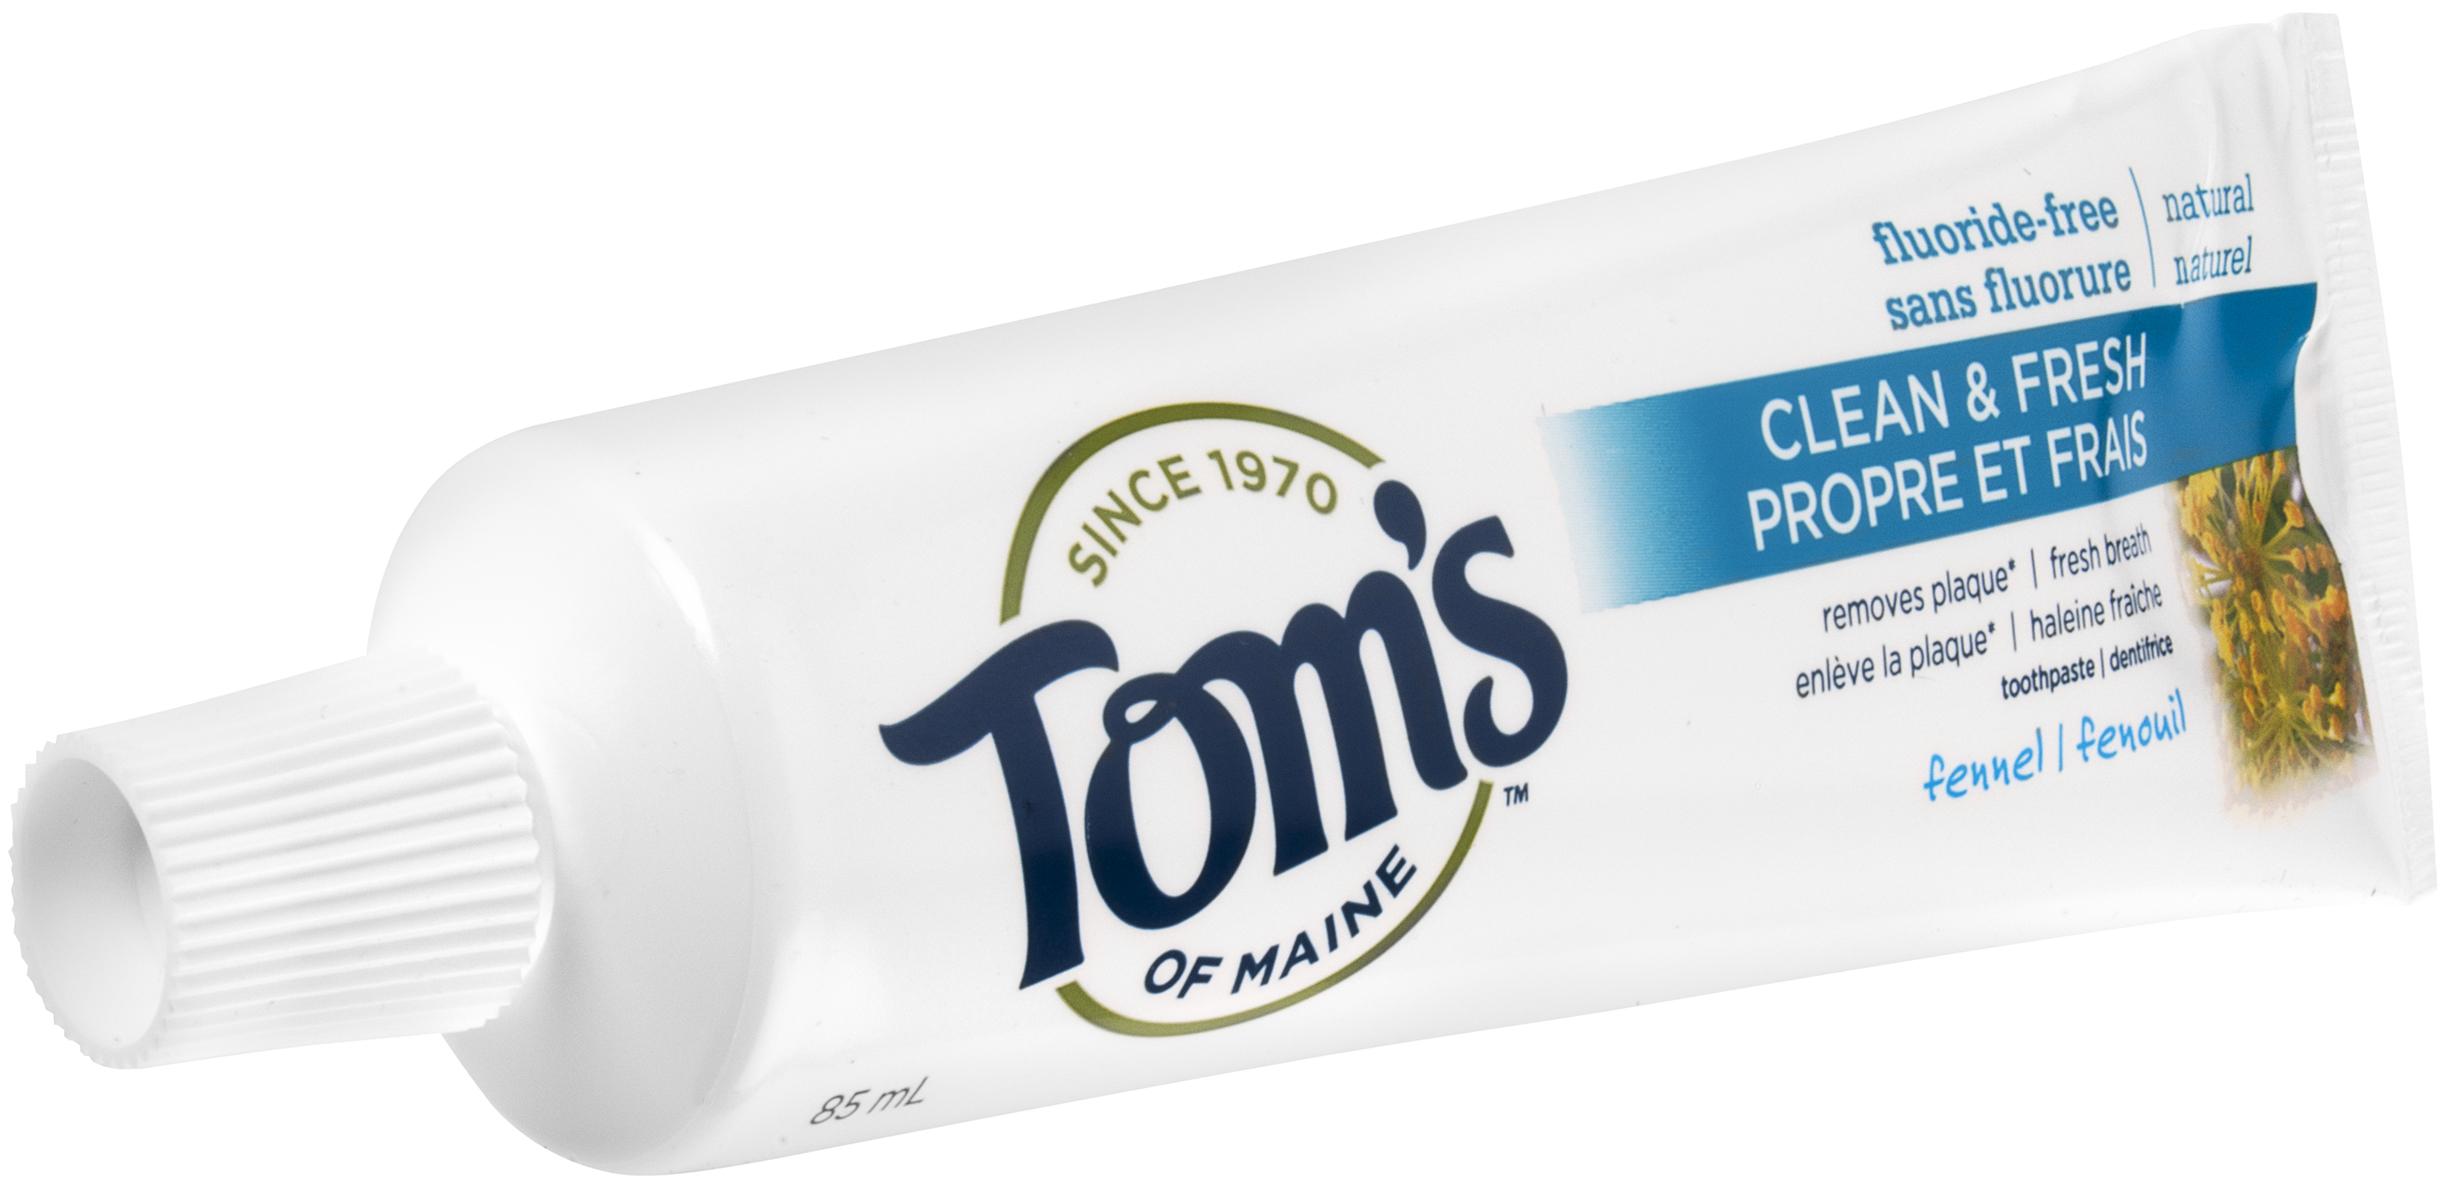 SINCE 1970
Tom's
OF MAINE
™
85 mL
fluoride-free | natural
sans fluorure | naturel
CLEAN & FRESH
PROPRE ET FRAIS
removes plaque* | fresh breath
enlève la plaque* | haleine fraîche
toothpaste | dentifrice
fennel | fenouil